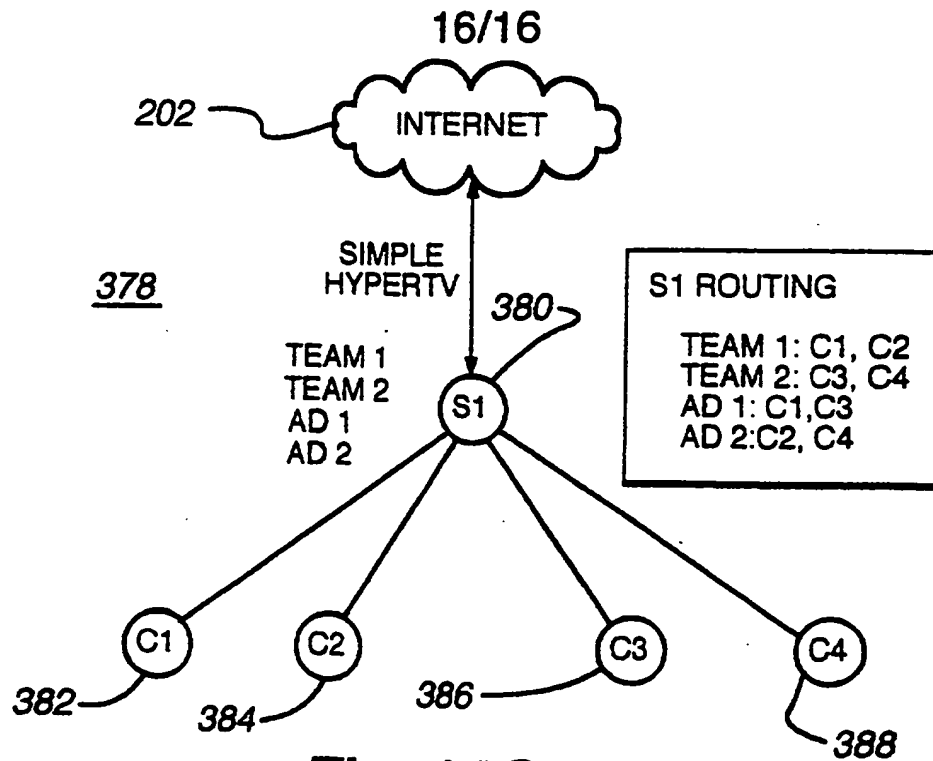 16/16
INTERNET
202
SIMPLE
HYPERTV
378
380
S1 ROUTING
TEAM 1: C1, C2
TEAM 2: C3, C4
AD 1: C1,C3
AD 2:C2, C4
TEAM 1
TEAM 2
AD 1
AD 2
S1
C1
C2
C3
C4
382
384
386
388